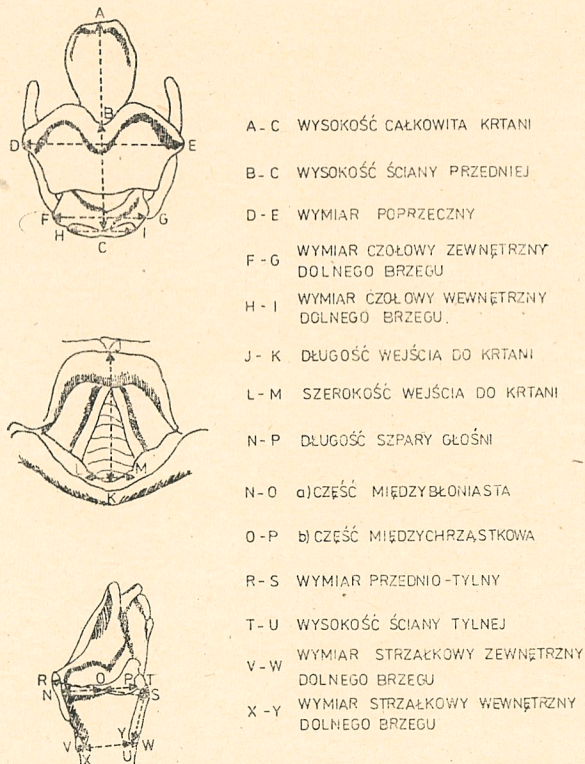 A
B
D
E
F
G
H
I
C
A-C WYSOKOŚĆ CAŁKOWITA KRTANI
B-C WYSOKOŚĆ ŚCIANY PRZEDNIEJ
D-E WYMIAR POPRZECZNY
F-G WYMIAR CZOŁOWY ZEWNĘTRZNY
DOLNEGO BRZEGU
H-I WYMIAR CZOŁOWY WEWNĘTRZNY
DOLNEGO BRZEGU.
J
L
M
K
J-K DŁUGOŚĆ WEJŚCIA DO KRTANI
L-M SZEROKOŚĆ WEJŚCIA DO KRTANI
N-P DŁUGOŚĆ SZPARY GŁOŚNI
N-O a) CZĘŚĆ MIĘDZYBŁONIASTA
O-P b) CZĘŚĆ MIĘDZYCHRZĄSTKOWA
R O P T
N S
V W
X Y U
R-S WYMIAR PRZEDNIO-TYLNY
T-U WYSOKOŚĆ ŚCIANY TYLNEJ
V-W WYMIAR STRZAŁKOWY ZEWNĘTRZNY
DOLNEGO BRZEGU
X-Y WYMIAR STRZAŁKOWY WEWNĘTRZNY
DOLNEGO BRZEGU